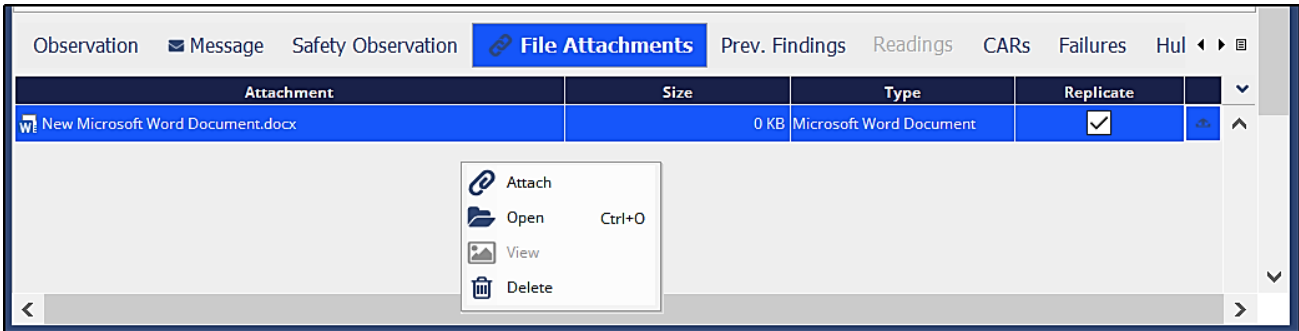 Observation Message Safety Observation File Attachments Prev. Findings Readings CARs Failures Hul
Attachment Size Type Replicate
New Microsoft Word Document.docx 0 KB Microsoft Word Document
Attach
Open Ctrl+O
View
Delete